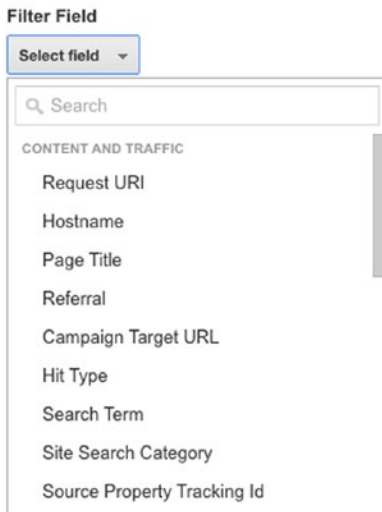 Filter Field
Select field
Search
CONTENT AND TRAFFIC
Request URI
Hostname
Page Title
Referral
Campaign Target URL
Hit Type
Search Term
Site Search Category
Source Property Tracking Id